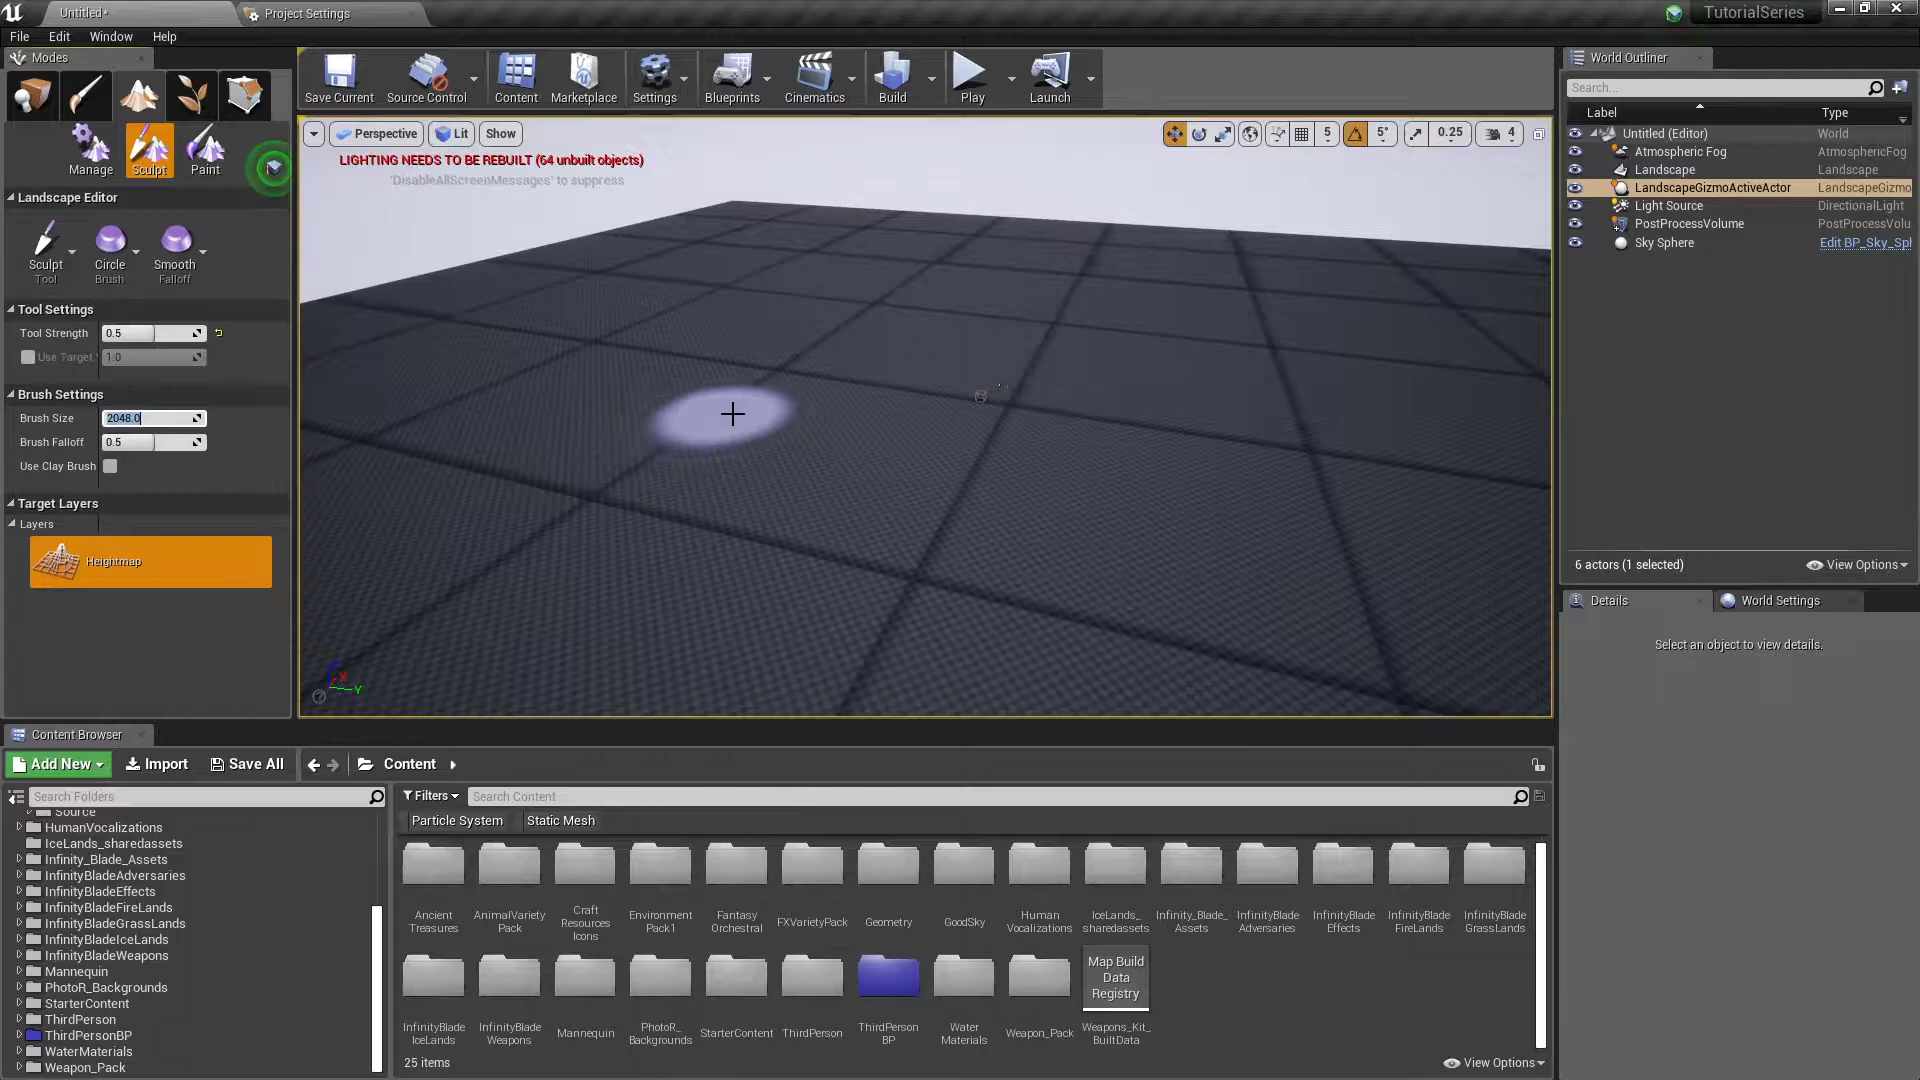 Untitled*
Project Settings
TutorialSeries
File Edit Window Help
Modes
Manage
Sculpt
Paint
Landscape Editor
Sculpt
Tool
Circle
Brush
Smooth
Falloff
Tool Settings
Tool Strength 0.5
Use Target 1.0
Brush Settings
Brush Size 2048.0
Brush Falloff 0.5
Use Clay Brush
Target Layers
Layers
Heightmap
Save Current
Source Control
Content
Marketplace
Settings
Blueprints
Cinematics
Build
Play
Launch
Perspective
Lit
Show
5
5°
0.25
4
LIGHTING NEEDS TO BE REBUILT (64 unbuilt objects)
'DisableAllScreenMessages' to suppress
X
Y
World Outliner
Search...
Label Type
Untitled (Editor) World
Atmospheric Fog AtmosphericFog
Landscape Landscape
LandscapeGizmoActiveActor LandscapeGizmo
Light Source DirectionalLight
PostProcessVolume PostProcessVolu
Sky Sphere Edit BP_Sky_Sph
6 actors (1 selected)
View Options
Details
World Settings
Select an object to view details.
Content Browser
Add New
Import
Save All
Content
Search Folders
Source
HumanVocalizations
IceLands_sharedassets
Infinity_Blade_Assets
InfinityBladeAdversaries
InfinityBladeEffects
InfinityBladeFireLands
InfinityBladeGrassLands
InfinityBladeIceLands
InfinityBladeWeapons
Mannequin
PhotoR_Backgrounds
StarterContent
ThirdPerson
ThirdPersonBP
WaterMaterials
Weapon_Pack
Filters
Search Content
Particle System
Static Mesh
Ancient
Treasures
AnimalVariety
Pack
Craft
Resources
Icons
Environment
Pack1
Fantasy
Orchestral
FXVarietyPack
Geometry
GoodSky
Human
Vocalizations
IceLands_
sharedassets
Infinity_Blade_
Assets
InfinityBlade
Adversaries
InfinityBlade
Effects
InfinityBlade
FireLands
InfinityBlade
GrassLands
InfinityBlade
IceLands
InfinityBlade
Weapons
Mannequin
PhotoR_
Backgrounds
StarterContent
ThirdPerson
ThirdPerson
BP
Water
Materials
Weapon_Pack
Map Build
Data
Registry
Weapons_Kit_
BuiltData
25 items
View Options